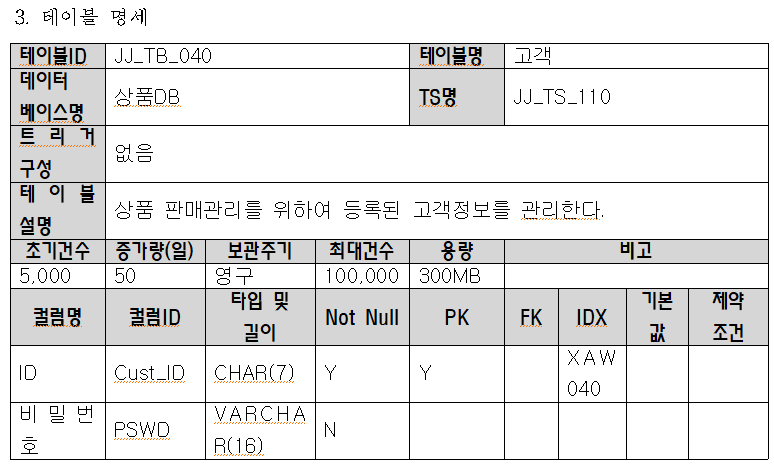 3. 테이블 명세
테이블ID JJ_TB_040 테이블명 고객
데이터
베이스명 상품DB TS명 JJ_TS_110
트 리 거
구성 없음
테 이 블
설명 상품 판매관리를 위하여 등록된 고객정보를 관리한다.
초기건수 증가량(일) 보관주기 최대건수 용량 비고
5,000 50 영구 100,000 300MB
컬럼명 컬럼ID 타입 및
길이 Not Null PK FK IDX 기본
값 제약
조건
ID Cust_ID CHAR(7) Y Y XAW
040
비 밀 번
호 PSWD VARCHA
R(16) N